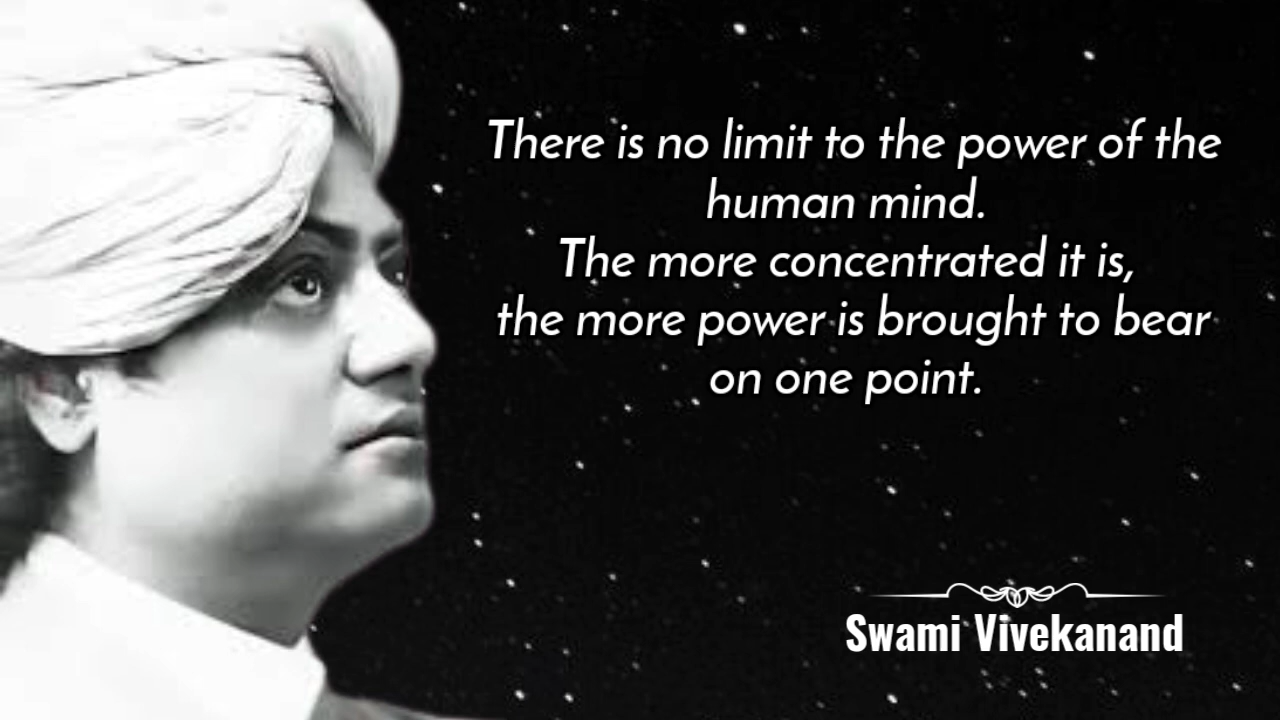 There is no limit to the power of the
human mind.
The more concentrated it is,
the more power is brought to bear
on one point.
Swami Vivekanand